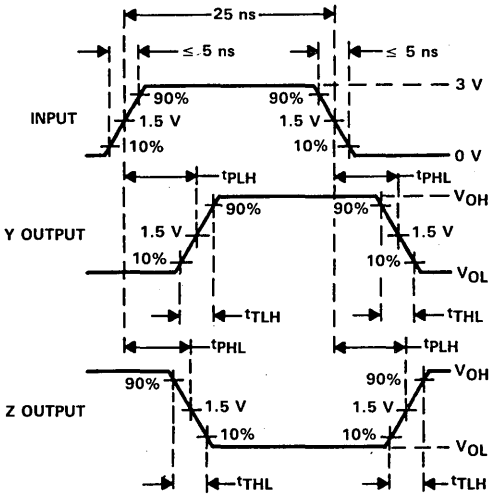 25 ns
≤ 5 ns ≤ 5 ns
90% 90% 3 V
INPUT 1.5 V 1.5 V
10% 10%
0 V
tPLH tPHL
90% 90% VOH
Y OUTPUT 1.5 V 1.5 V
10% 10%
VOL
tTLH tTHL
tPHL tPLH
90% 90% VOH
Z OUTPUT 1.5 V 1.5 V
10% 10%
VOL
tTHL tTLH